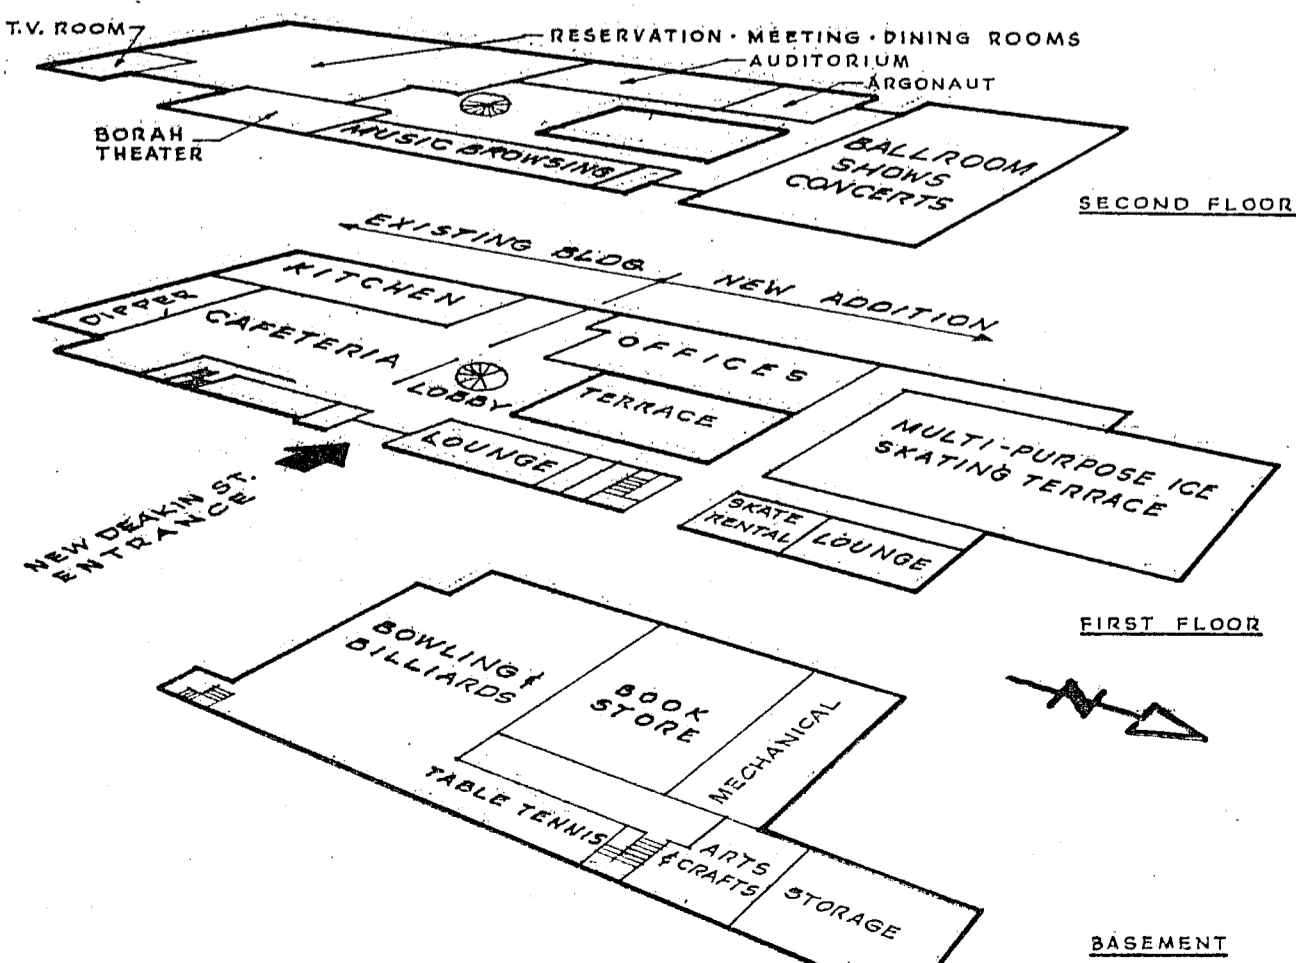 T.V. ROOM
RESERVATION · MEETING · DINING ROOMS
AUDITORIUM
ARGONAUT
BORAH
THEATER
MUSIC BROWSING
BALLROOM
SHOWS
CONCERTS
SECOND FLOOR
EXISTING BLDG. NEW ADDITION
KITCHEN
DIPPER
CAFETERIA
LOBBY
OFFICES
TERRACE
LOUNGE
MULTI-PURPOSE ICE
SKATING TERRACE
SKATE
RENTAL
LOUNGE
NEW DEAKIN ST.
ENTRANCE
FIRST FLOOR
BOWLING &
BILLIARDS
BOOK
STORE
MECHANICAL
N
TABLE TENNIS
ARTS
& CRAFTS
STORAGE
BASEMENT